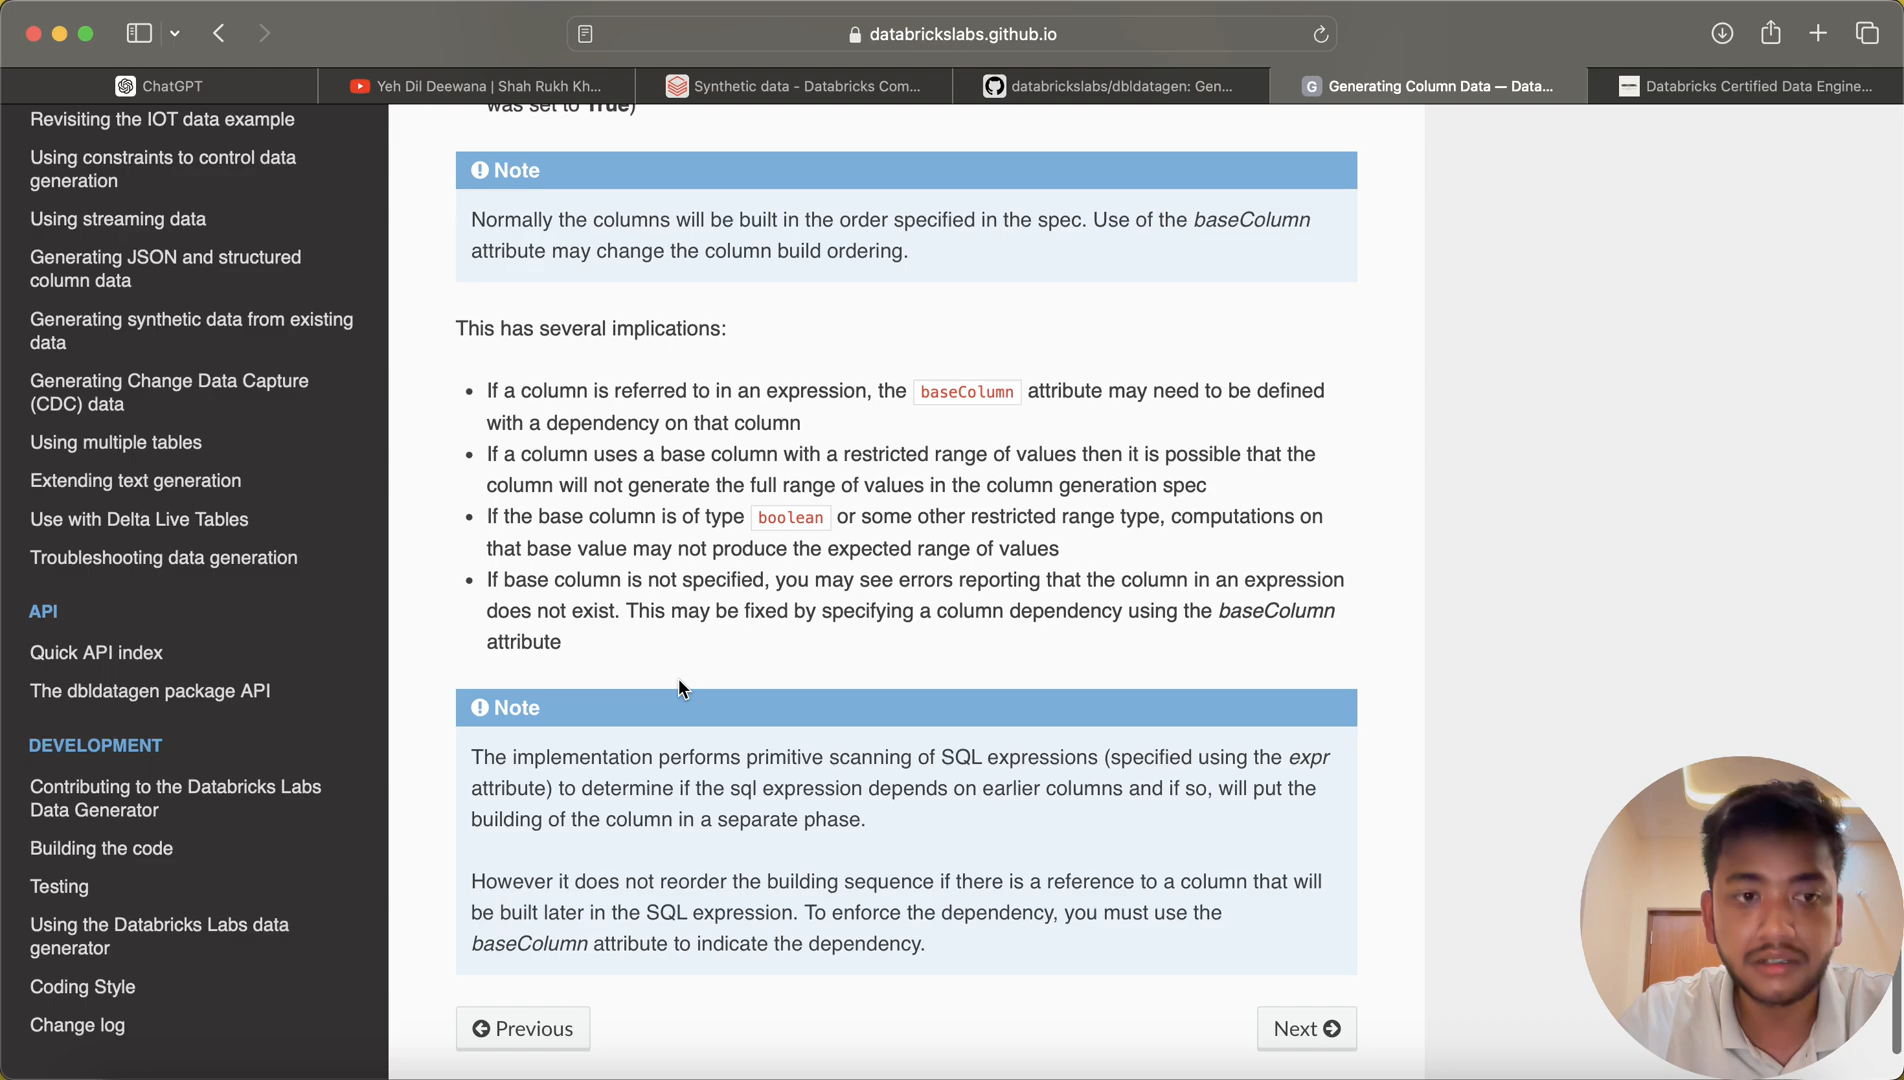 databrickslabs.github.io
ChatGPT
Yeh Dil Deewana | Shah Rukh Kh...
Synthetic data - Databricks Com...
databrickslabs/dbldatagen: Gen...
G Generating Column Data — Data...
Databricks Certified Data Engine...
Revisiting the IOT data example
Using constraints to control data
generation
Using streaming data
Generating JSON and structured
column data
Generating synthetic data from existing
data
Generating Change Data Capture
(CDC) data
Using multiple tables
Extending text generation
Use with Delta Live Tables
Troubleshooting data generation
API
Quick API index
The dbldatagen package API
DEVELOPMENT
Contributing to the Databricks Labs
Data Generator
Building the code
Testing
Using the Databricks Labs data
generator
Coding Style
Change log
was set to True)
Note
Normally the columns will be built in the order specified in the spec. Use of the baseColumn
attribute may change the column build ordering.
This has several implications:
• If a column is referred to in an expression, the baseColumn attribute may need to be defined
with a dependency on that column
• If a column uses a base column with a restricted range of values then it is possible that the
column will not generate the full range of values in the column generation spec
• If the base column is of type boolean or some other restricted range type, computations on
that base value may not produce the expected range of values
• If base column is not specified, you may see errors reporting that the column in an expression
does not exist. This may be fixed by specifying a column dependency using the baseColumn
attribute
Note
The implementation performs primitive scanning of SQL expressions (specified using the expr
attribute) to determine if the sql expression depends on earlier columns and if so, will put the
building of the column in a separate phase.
However it does not reorder the building sequence if there is a reference to a column that will
be built later in the SQL expression. To enforce the dependency, you must use the
baseColumn attribute to indicate the dependency.
Previous
Next